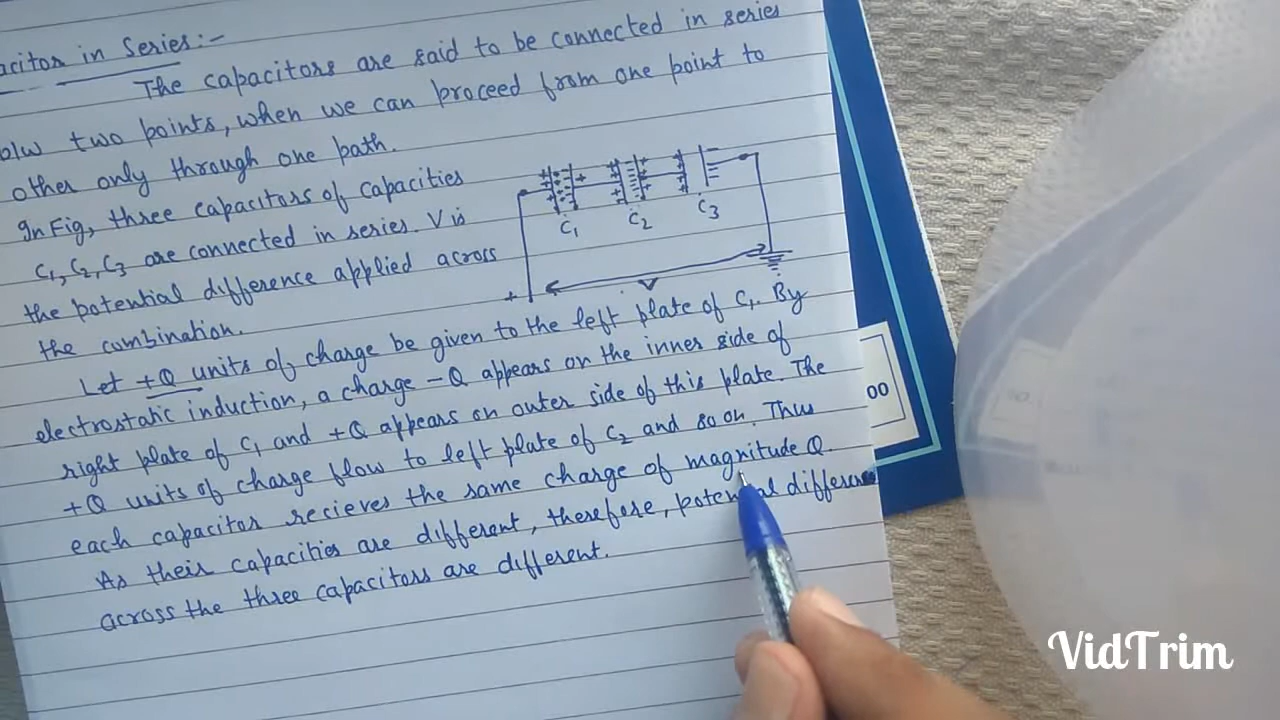 acitor in Series:-
The capacitors are said to be connected in series
b/w two points, when we can proceed from one point to
other only through one path.
In Fig, three capacitors of capacities
C1, C2, C3 are connected in series. V is
the potential difference applied across
the combination.
C1 C2 C3
+ V
Let +Q units of charge be given to the left plate of C1. By
electrostatic induction, a charge -Q appears on the inner side of
right plate of C1 and +Q appears on outer side of this plate. The
+Q units of charge flow to left plate of C2 and so on. Thus
each capacitor recieves the same charge of magnitude Q.
As their capacities are different, therefore, potential difference
across the three capacitors are different.
00
VidTrim